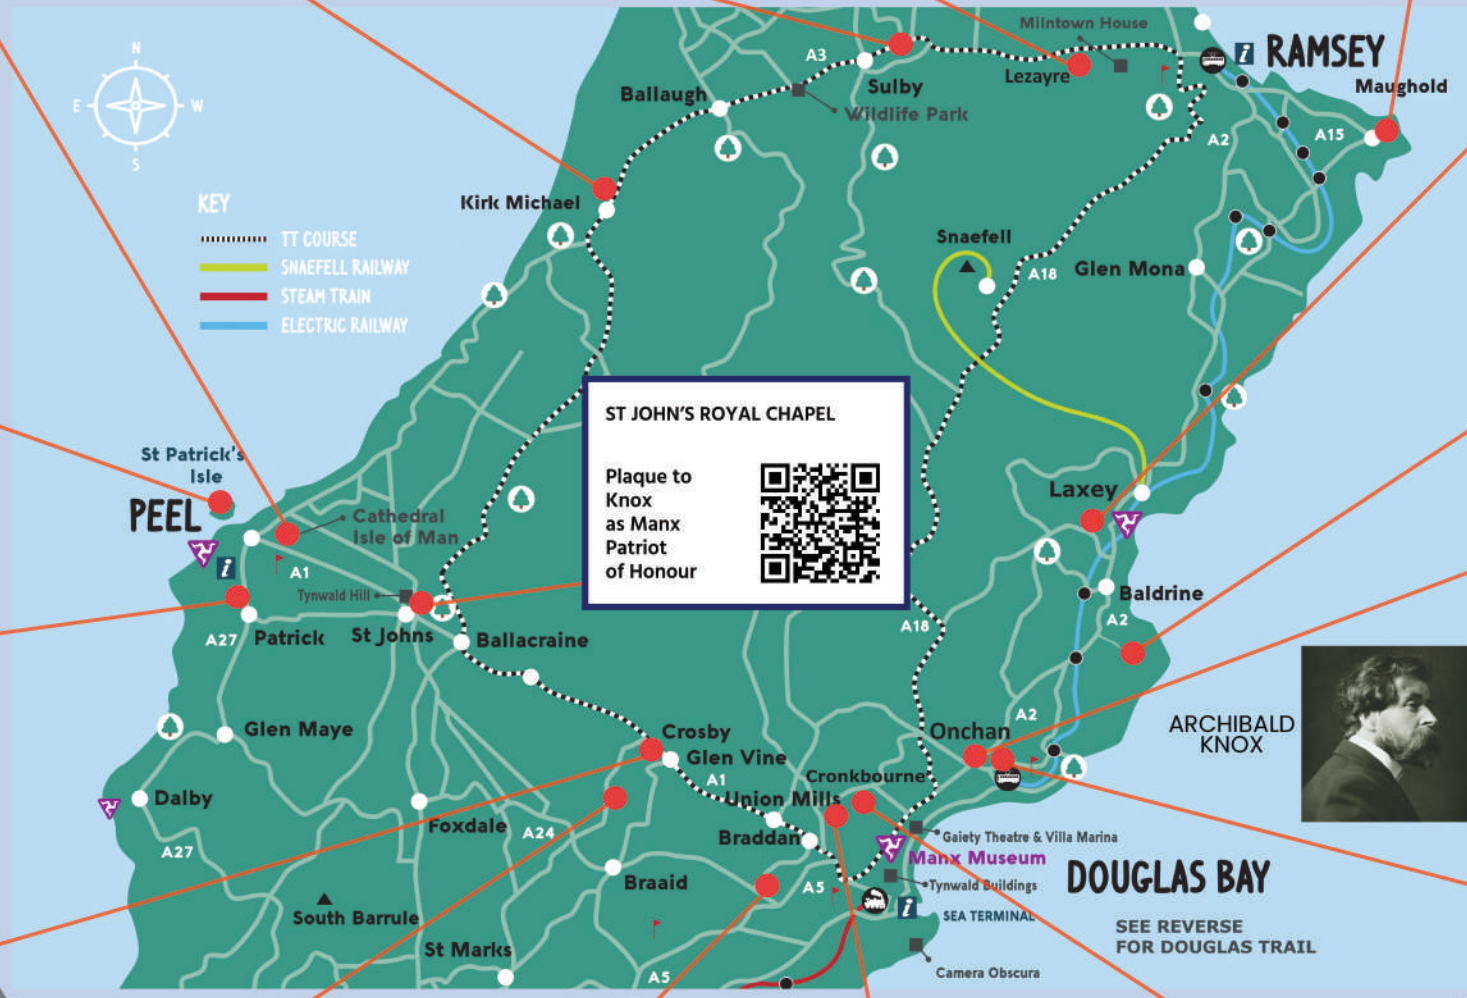 Milntown House
RAMSEY
A3
Sulby
Lezayre
Maughold
Ballaugh
Wildlife Park
A2
A15
N
E
W
S
KEY
TT COURSE
SNAEFELL RAILWAY
STEAM TRAIN
ELECTRIC RAILWAY
Kirk Michael
Snaefell
A18
Glen Mona
ST JOHN'S ROYAL CHAPEL
Plaque to
Knox
as Manx
Patriot
of Honour
St Patrick's
Isle
PEEL
Cathedral
Isle of Man
A1
Tynwald Hill
A27
Patrick
St Johns
Ballacraine
Laxey
Baldrine
A2
A18
Glen Maye
Dalby
A27
Foxdale
A24
Crosby
Glen Vine
A1
Cronkbourne
Union Mills
Braddan
Onchan
A2
ARCHIBALD
KNOX
Gaiety Theatre & Villa Marina
Manx Museum
Tynwald Buildings
DOUGLAS BAY
A5
SEA TERMINAL
SEE REVERSE
FOR DOUGLAS TRAIL
Camera Obscura
Braaid
South Barrule
St Marks
A5